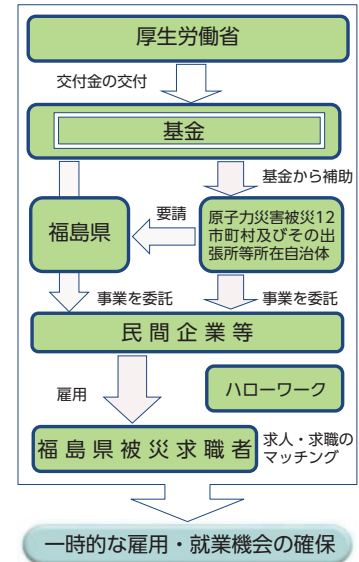 厚生労働省
交付金の交付
基金
基金から補助
福島県
要請
原子力災害被災12
市町村及びその出
張所等所在自治体
事業を委託
事業を委託
民間企業等
雇用
ハローワーク
福島県被災求職者
求人・求職の
マッチング
一時的な雇用・就業機会の確保